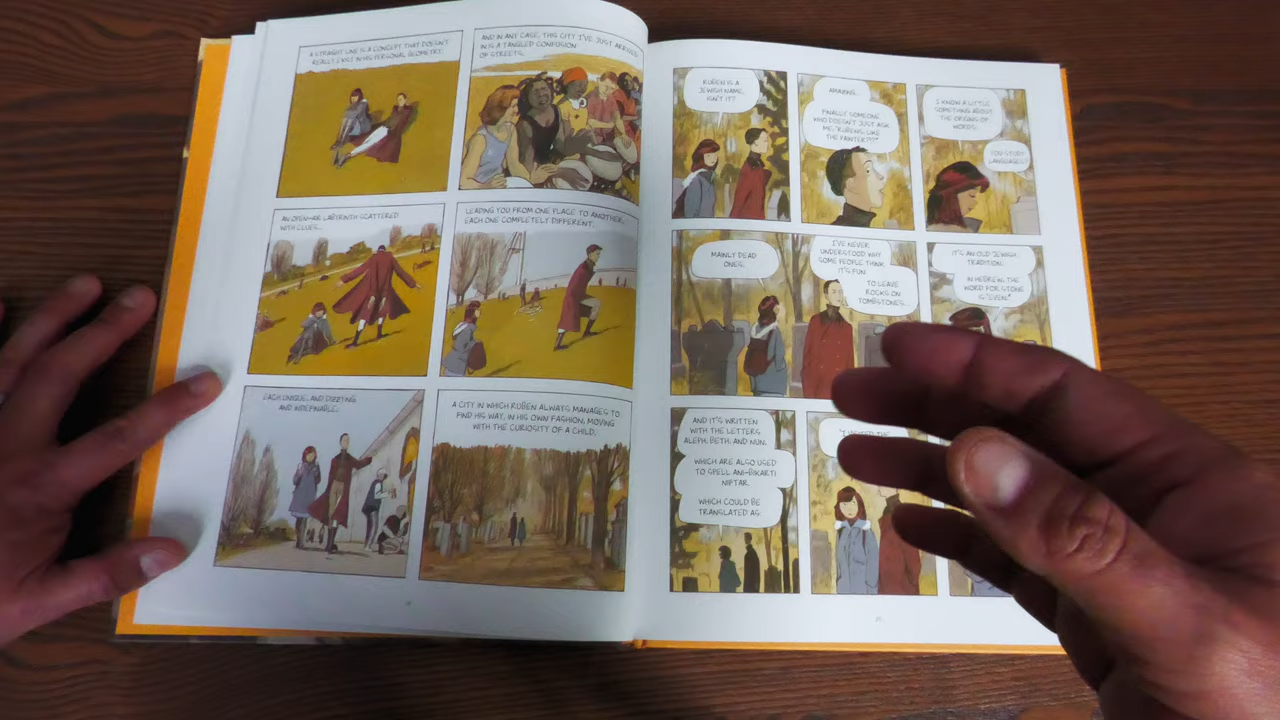 A STRAIGHT LINE IS A CONCEPT THAT DOESN'T
REALLY EXIST IN HIS PERSONAL GEOMETRY.
AND IN ANY CASE, THIS CITY I'VE JUST ARRIVED
IN IS A TANGLED CONFUSION
OF STREETS.
AN OPEN-AIR LABYRINTH SCATTERED
WITH CLUES...
LEADING YOU FROM ONE PLACE TO ANOTHER,
EACH ONE COMPLETELY DIFFERENT.
EACH UNIQUE, AND DIZZYING
AND INDEFINABLE.
A CITY IN WHICH RUBEN ALWAYS MANAGES TO
FIND HIS WAY, IN HIS OWN FASHION, MOVING
WITH THE CURIOSITY OF A CHILD.
RUBEN IS A
JEWISH NAME,
ISN'T IT?
AMAZING...
FINALLY SOMEONE
WHO DOESN'T JUST ASK
ME, "RUBENS, LIKE
THE PAINTER?!?"
I KNOW A LITTLE
SOMETHING ABOUT
THE ORIGINS OF
WORDS.
YOU STUDY
LANGUAGES?
MAINLY DEAD
ONES.
I'VE NEVER
UNDERSTOOD WHY
SOME PEOPLE THINK
IT'S FUN
TO LEAVE
ROCKS ON
TOMBSTONES...
IT'S AN OLD JEWISH
TRADITION.
IN HEBREW, THE
WORD FOR STONE
IS "EVEN."
AND IT'S WRITTEN
WITH THE LETTERS
ALEPH, BETH, AND NUN.
WHICH ARE ALSO USED
TO SPELL ANI-BIKARTI
NIFTAR.
WHICH COULD BE
TRANSLATED AS:
"I VISITED THE